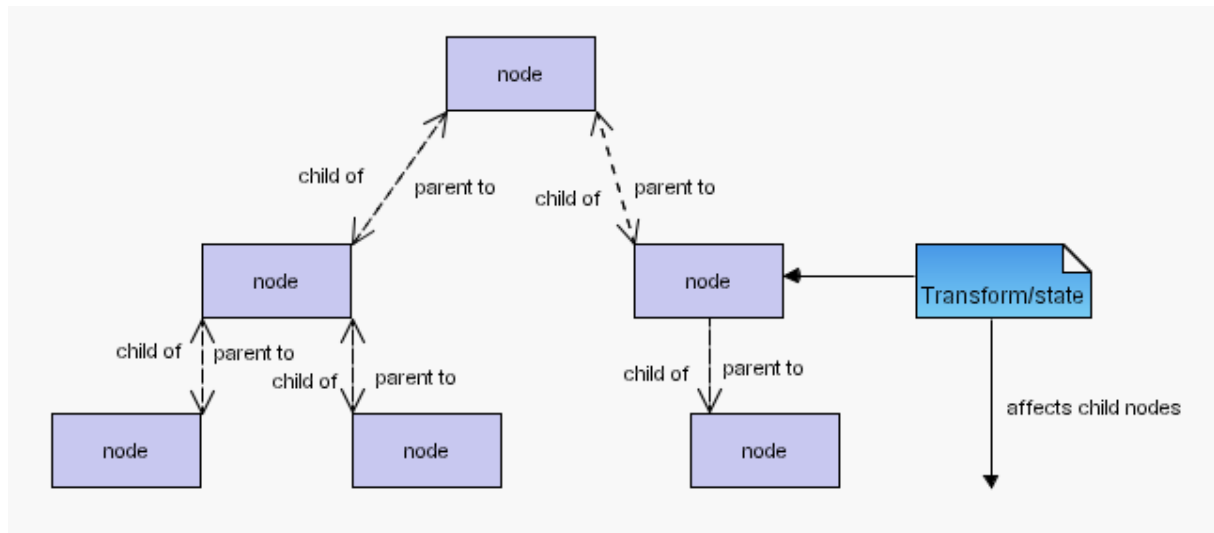 node
child of
parent to
child of
parent to
node
node
Transform/state
child of
parent to
child of
parent to
child of
parent to
affects child nodes
node
node
node